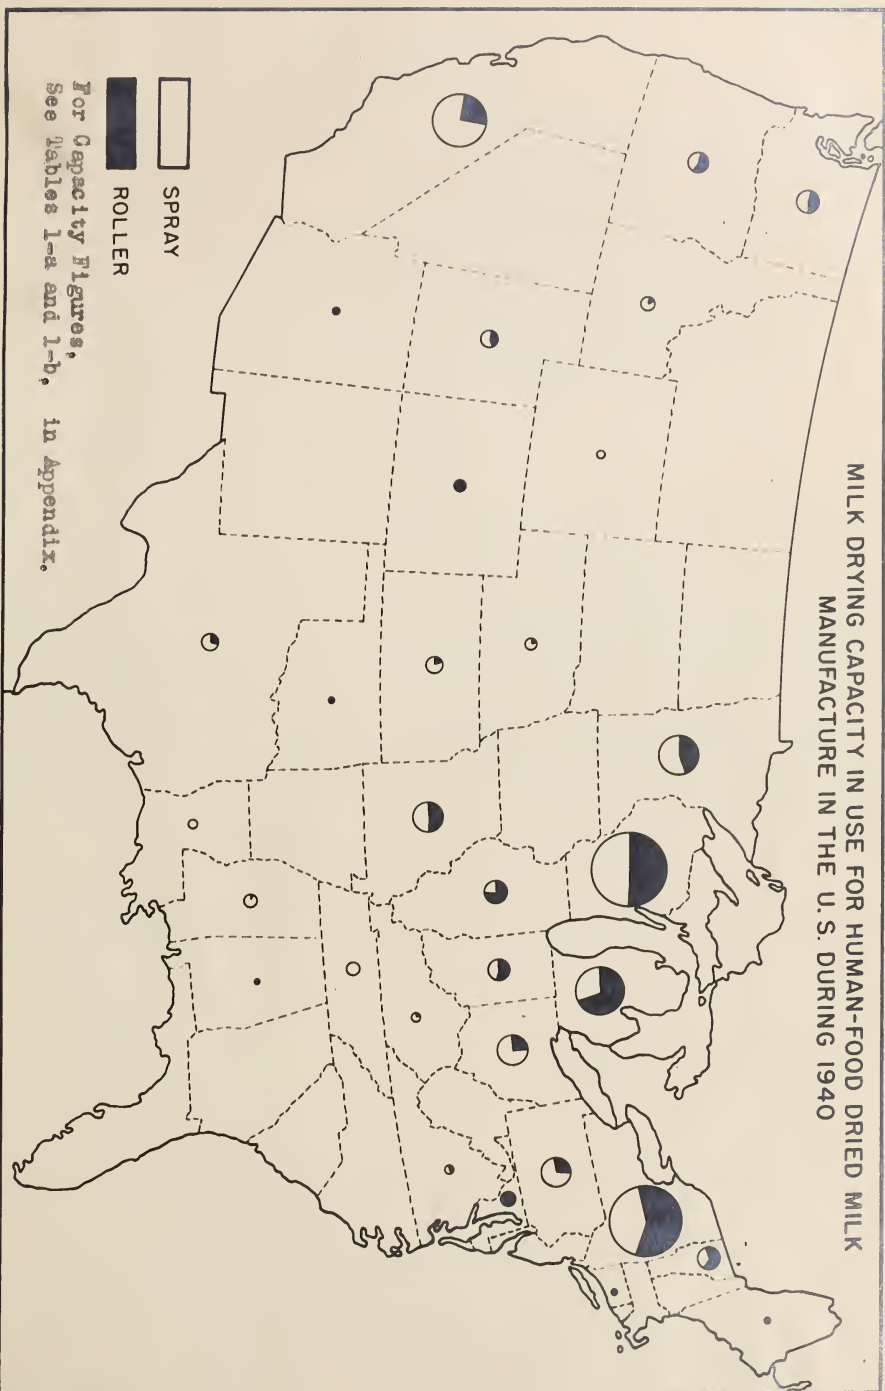 MILK DRYING CAPACITY IN USE FOR HUMAN-FOOD DRIED MILK
MANUFACTURE IN THE U. S. DURING 1940
SPRAY
ROLLER
For Capacity Figures,
See Tables 1-a and 1-b, in Appendix.